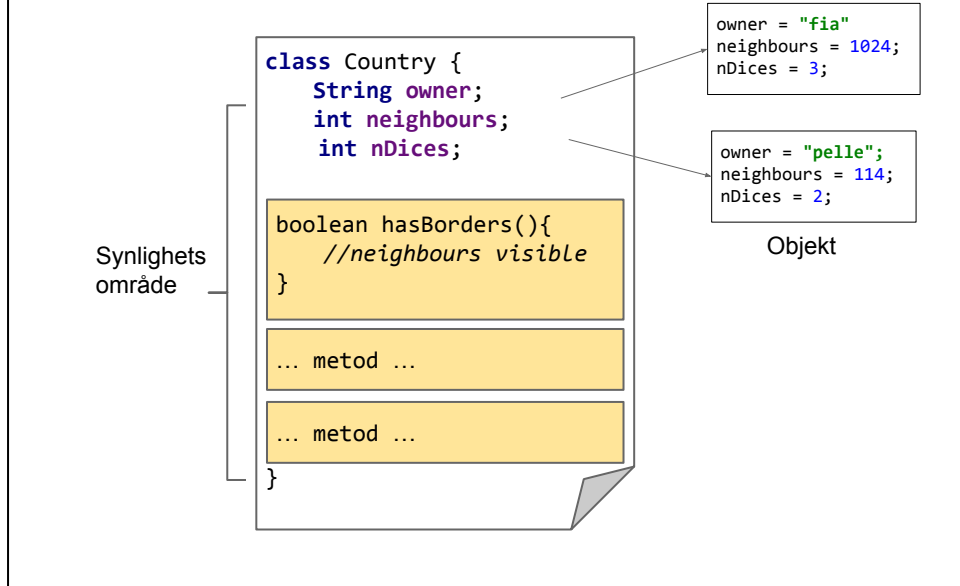 class Country {
String owner;
int neighbours;
int nDices;
boolean hasBorders(){
//neighbours visible
}
… metod …
… metod …
}
Synlighets
område
owner = "fia"
neighbours = 1024;
nDices = 3;
owner = "pelle";
neighbours = 114;
nDices = 2;
Objekt